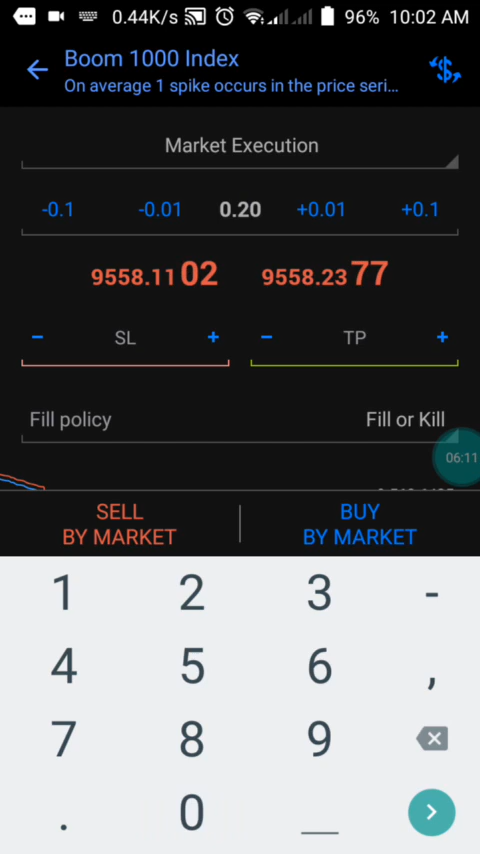 0.44K/s 96% 10:02 AM
Boom 1000 Index
On average 1 spike occurs in the price seri...
Market Execution
-0.1 -0.01 0.20 +0.01 +0.1
9558.1102 9558.2377
- SL + - TP +
Fill policy Fill or Kill
06:11
SELL BUY
BY MARKET BY MARKET
1 2 3 -
4 5 6 ,
7 8 9
. 0 _